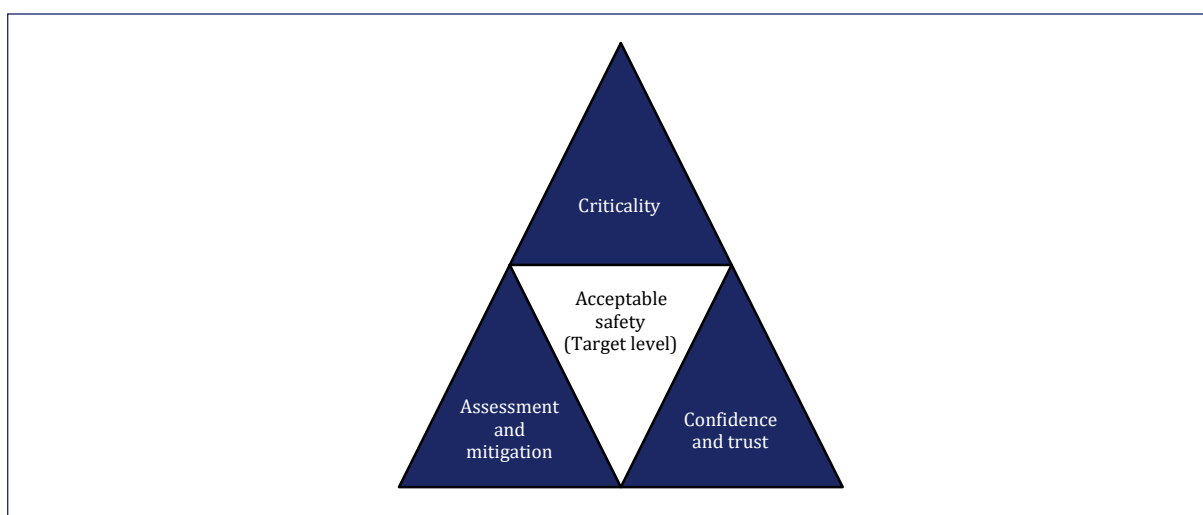 Criticality
Acceptable
safety
(Target level)
Assessment
and
mitigation
Confidence
and trust